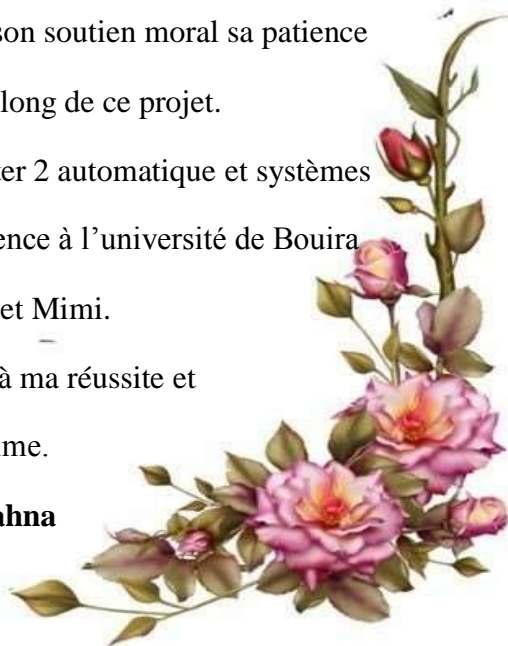 son soutien moral sa patience
long de ce projet.
ter 2 automatique et systèmes
ence à l'université de Bouira
et Mimi.
à ma réussite et
me.
ahna